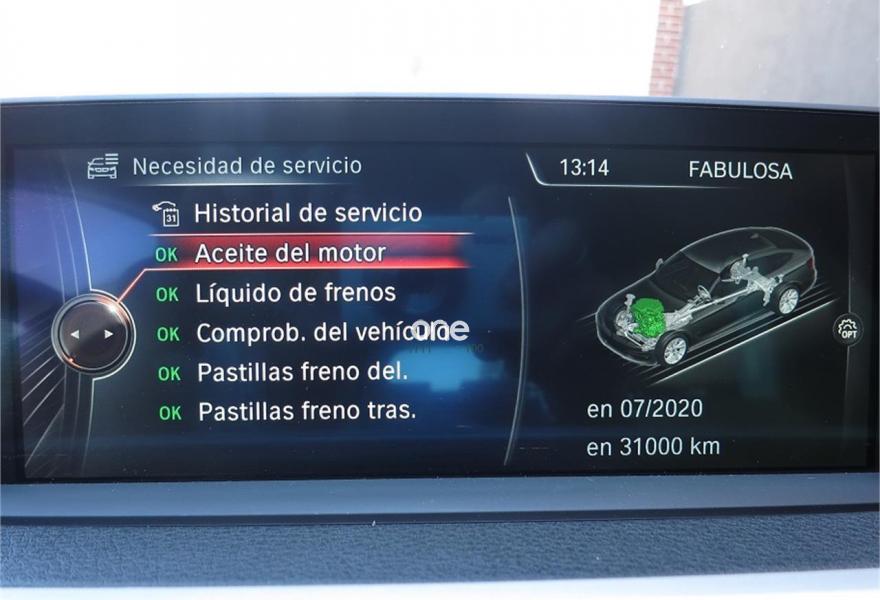 Necesidad de servicio
13:14
FABULOSA
31
Historial de servicio
OK Aceite del motor
OK Líquido de frenos
OK Comprob. del
one
OK Pastillas freno del.
OK Pastillas freno tras.
OPT
en 07/2020
en 31000 km